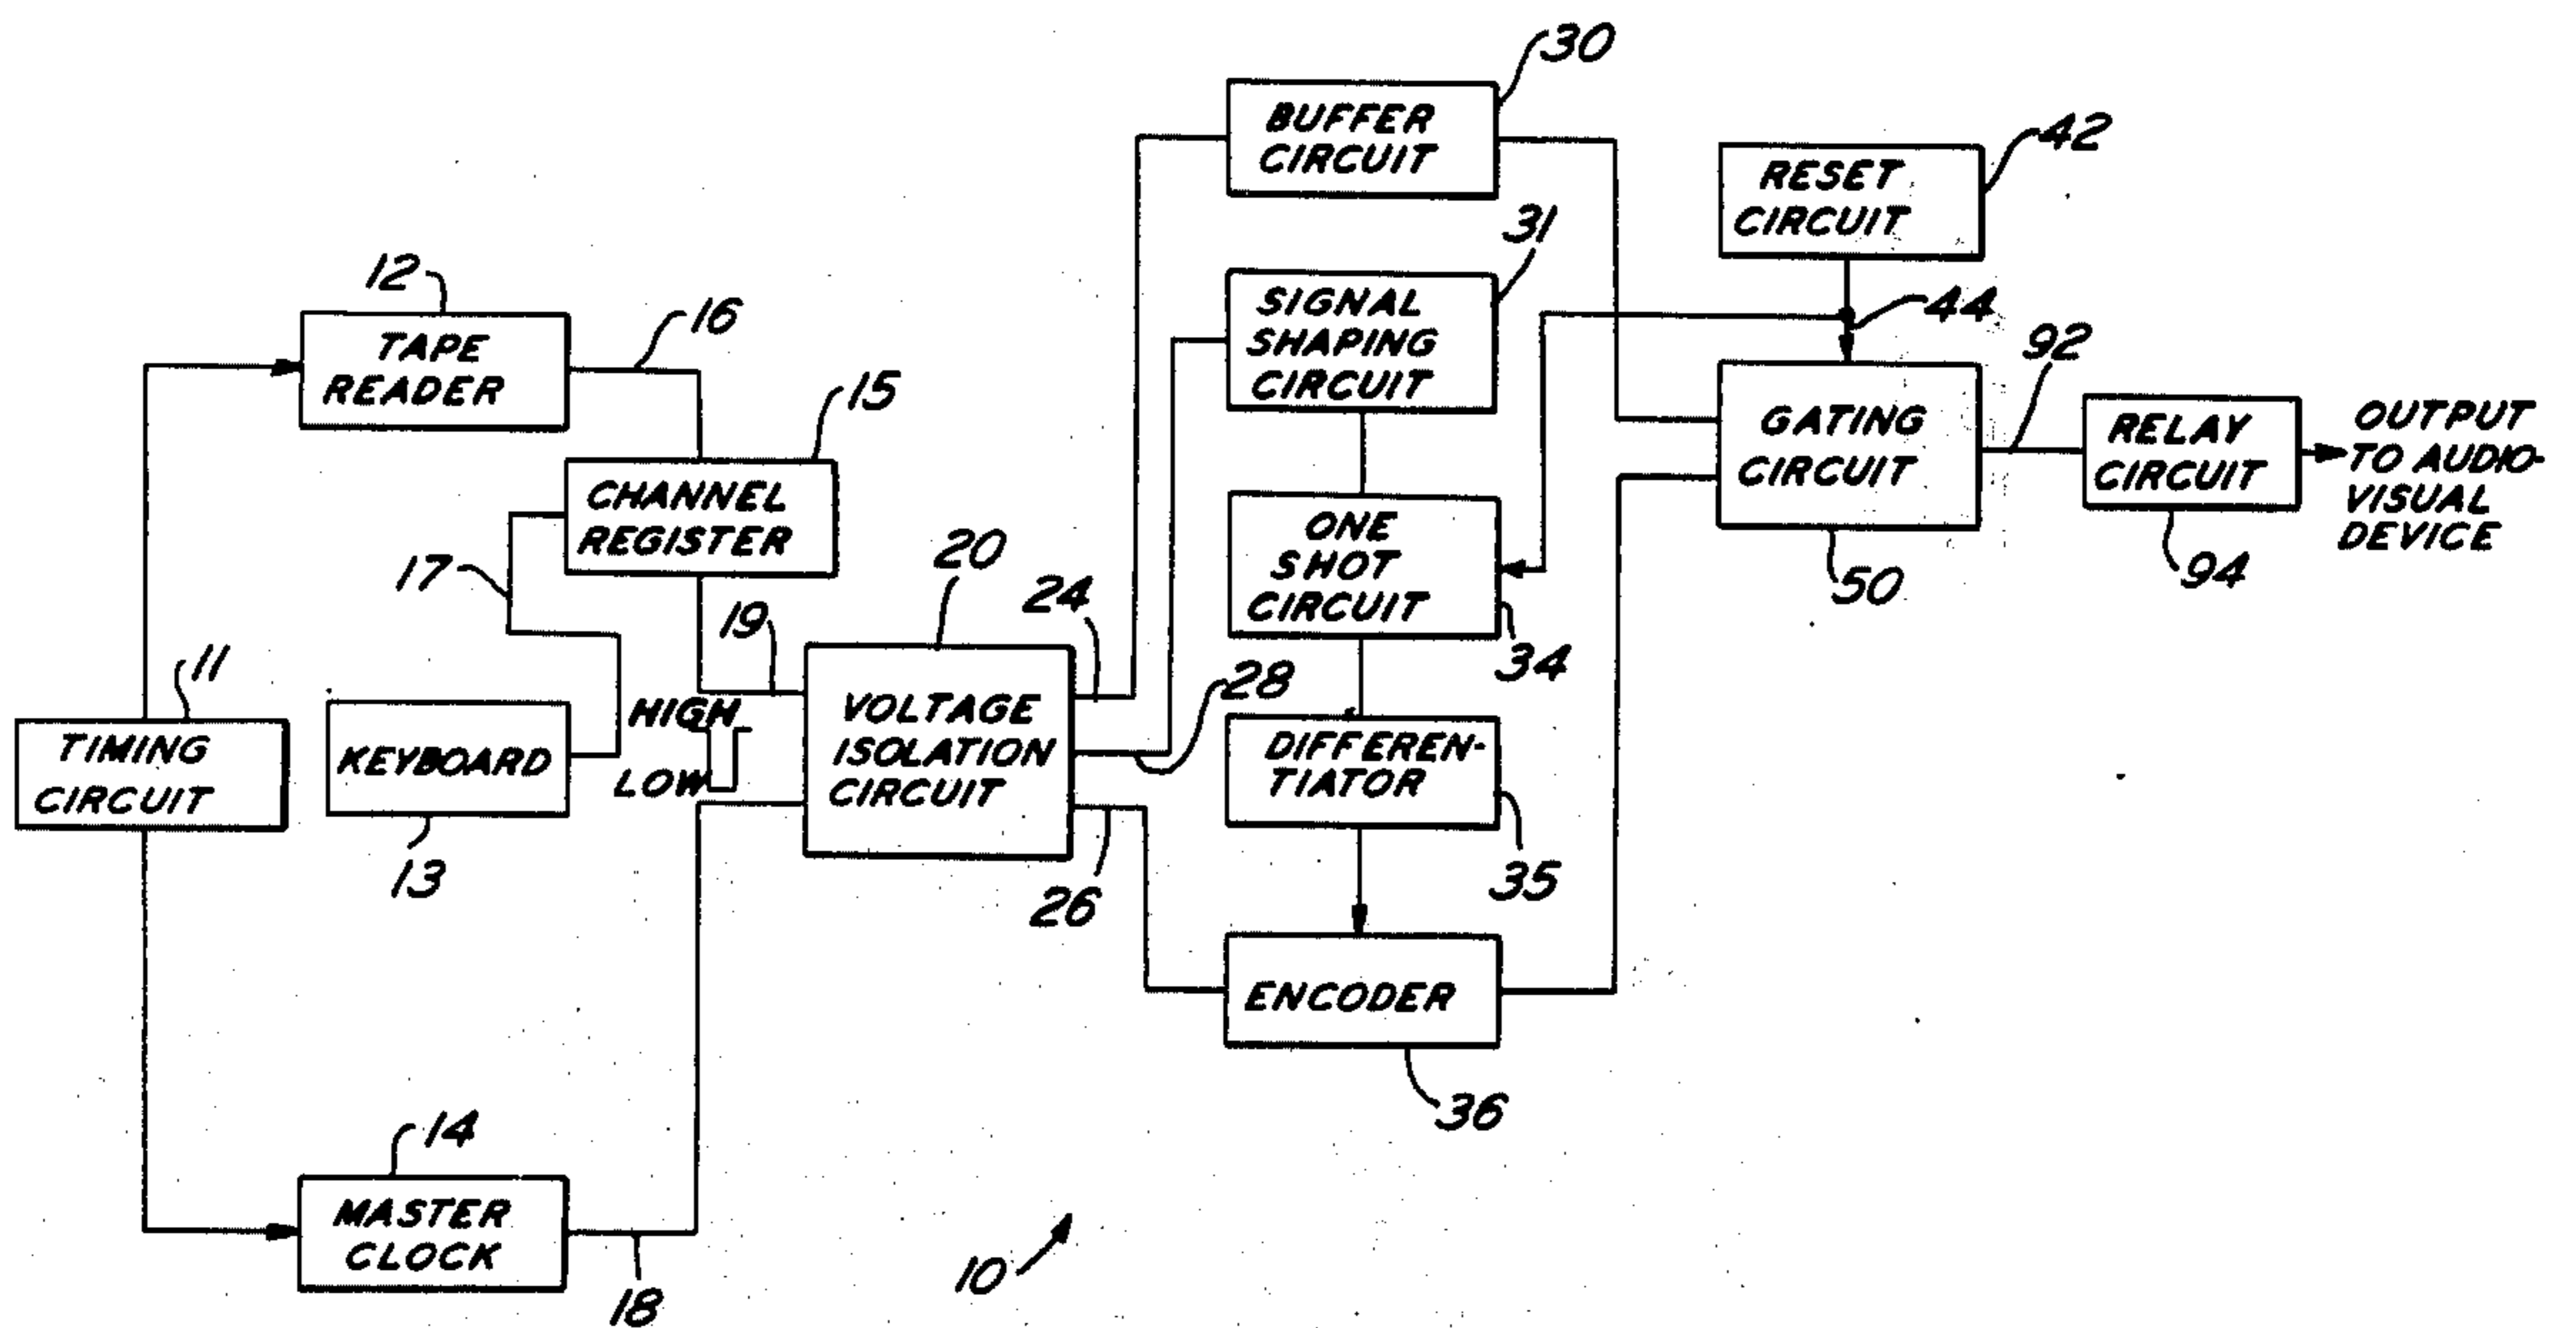 30
BUFFER
CIRCUIT
42
RESET
CIRCUIT
31
SIGNAL
SHAPING
CIRCUIT
12
TAPE
READER
16
44
92
15
CHANNEL
REGISTER
GATING
CIRCUIT
RELAY
CIRCUIT
OUTPUT
TO AUDIO-
VISUAL
DEVICE
17
20
24
ONE
SHOT
CIRCUIT
50
94
19
34
11
28
TIMING
CIRCUIT
KEYBOARD
HIGH
LOW
VOLTAGE
ISOLATION
CIRCUIT
DIFFEREN-
TIATOR
13
26
35
ENCODER
36
14
MASTER
CLOCK
18
10